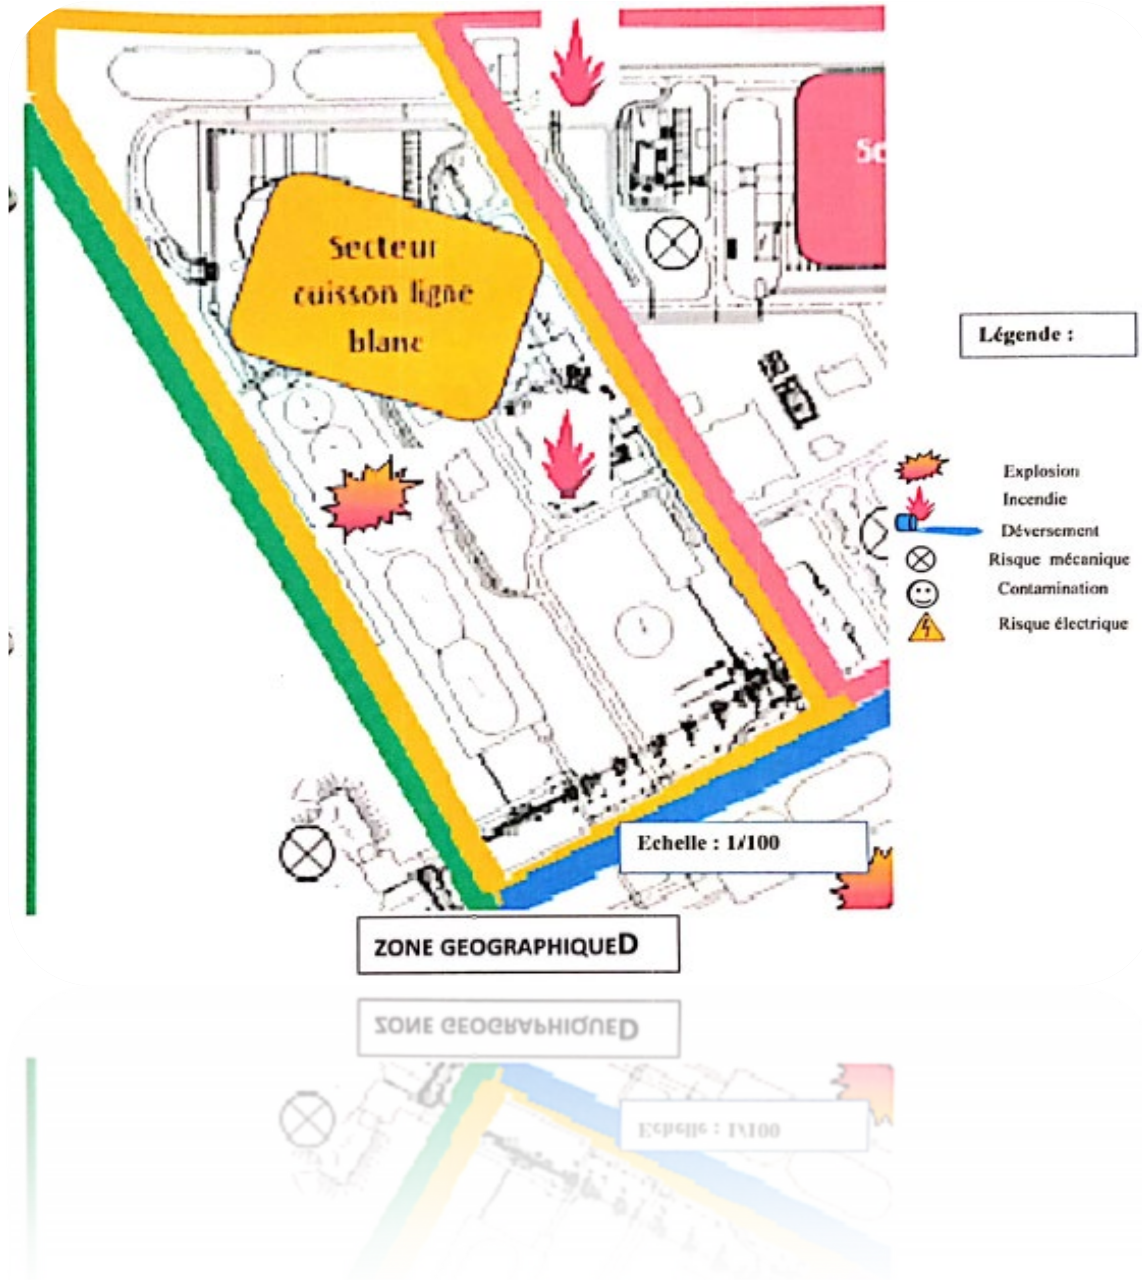 Secteur
cuisson ligne
blanc
Légende :
Explosion
Incendie
Déversement
Risque mécanique
Contamination
Risque électrique
Echelle : 1/100
ZONE GEOGRAPHIQUED